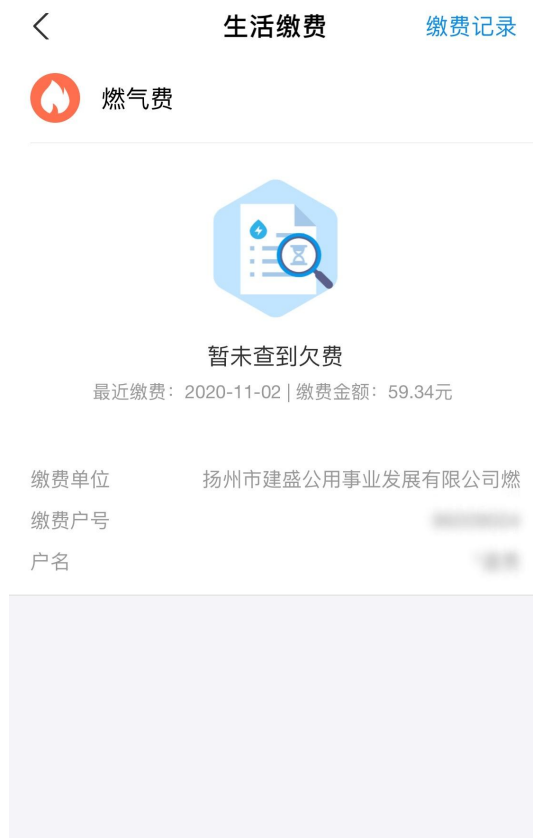 生活缴费 缴费记录
燃气费
暂未查到欠费
最近缴费：2020-11-02 | 缴费金额：59.34元
缴费单位 扬州市建盛公用事业发展有限公司燃
缴费户号
户名